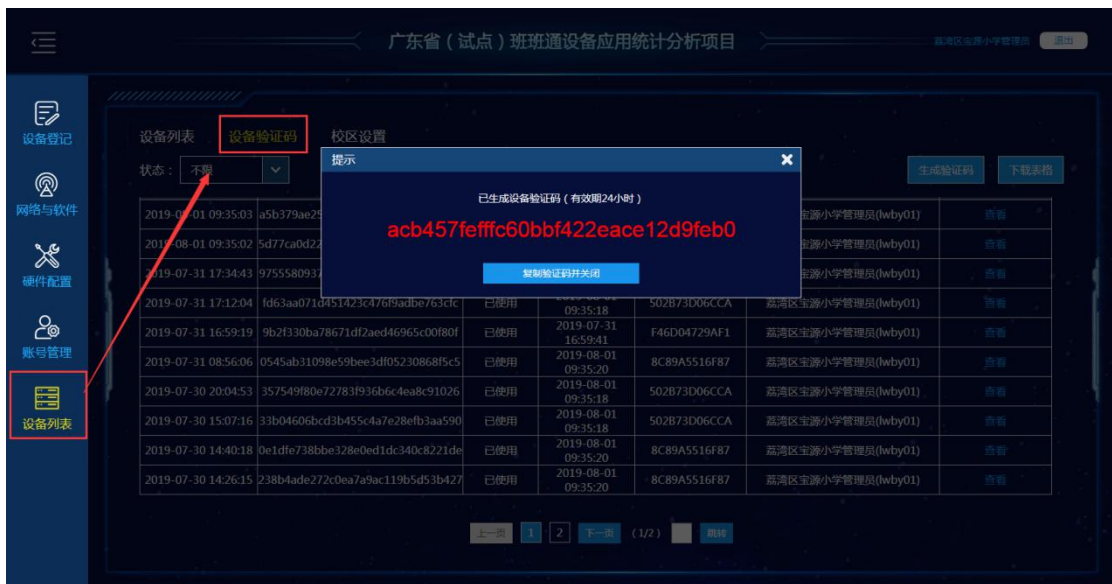 广东省（试点）班班通设备应用统计分析项目
荔湾区宝源小学管理员 退出
设备登记
网络与软件
硬件配置
账号管理
设备列表
设备列表 设备验证码 校区设置
状态： 不限 生成验证码 下载表格
提示
已生成设备验证码（有效期24小时）
acb457fefffc60bbf422eace12d9feb0
复制验证码并关闭
09:35:03 a5b379ae25 宝源小学管理员(lwby01) 查看
-08-01 09:35:02 5d77ca0d22 宝源小学管理员(lwby01) 查看
-07-31 17:34:43 9755580937 宝源小学管理员(lwby01) 查看
2019-07-31 17:12:04 fd63aa071d451423c476f9adbe763cfc 已使用 09:35:18 502B73D06CCA 荔湾区宝源小学管理员(lwby01) 查看
2019-07-31 16:59:19 9b2f330ba78671df2aed46965c00f80f 已使用 2019-07-31 16:59:41 F46D04729AF1 荔湾区宝源小学管理员(lwby01) 查看
2019-07-31 08:56:06 0545ab31098e59bee3df05230868f5c5 已使用 2019-08-01 09:35:20 8C89A5516F87 荔湾区宝源小学管理员(lwby01) 查看
2019-07-30 20:04:53 357549f80e72783f936b6c4ea8c91026 已使用 2019-08-01 09:35:18 502B73D06CCA 荔湾区宝源小学管理员(lwby01) 查看
2019-07-30 15:07:16 33b04606bcd3b455c4a7e28efb3aa590 已使用 2019-08-01 09:35:18 502B73D06CCA 荔湾区宝源小学管理员(lwby01) 查看
2019-07-30 14:40:18 0e1dfe738bbe328e0ed1dc340c8221de 已使用 2019-08-01 09:35:20 8C89A5516F87 荔湾区宝源小学管理员(lwby01) 查看
2019-07-30 14:26:15 238b4ade272c0ea7a9ac119b5d53b427 已使用 2019-08-01 09:35:20 8C89A5516F87 荔湾区宝源小学管理员(lwby01) 查看
上一页 1 2 下一页 （1/2） 跳转